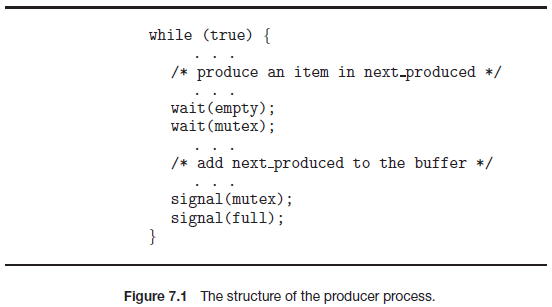 while (true) {
. . .
/* produce an item in next_produced */
. . .
wait(empty);
wait(mutex);
. . .
/* add next_produced to the buffer */
. . .
signal(mutex);
signal(full);
}
Figure 7.1 The structure of the producer process.